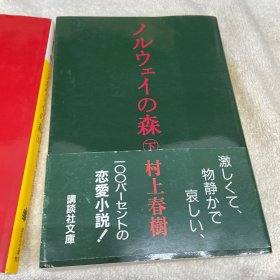 ノルウェイの森
下
村上春樹
激しくて、
物静かで
哀しい、
一〇〇パーセントの
恋愛小説!
講談社文庫